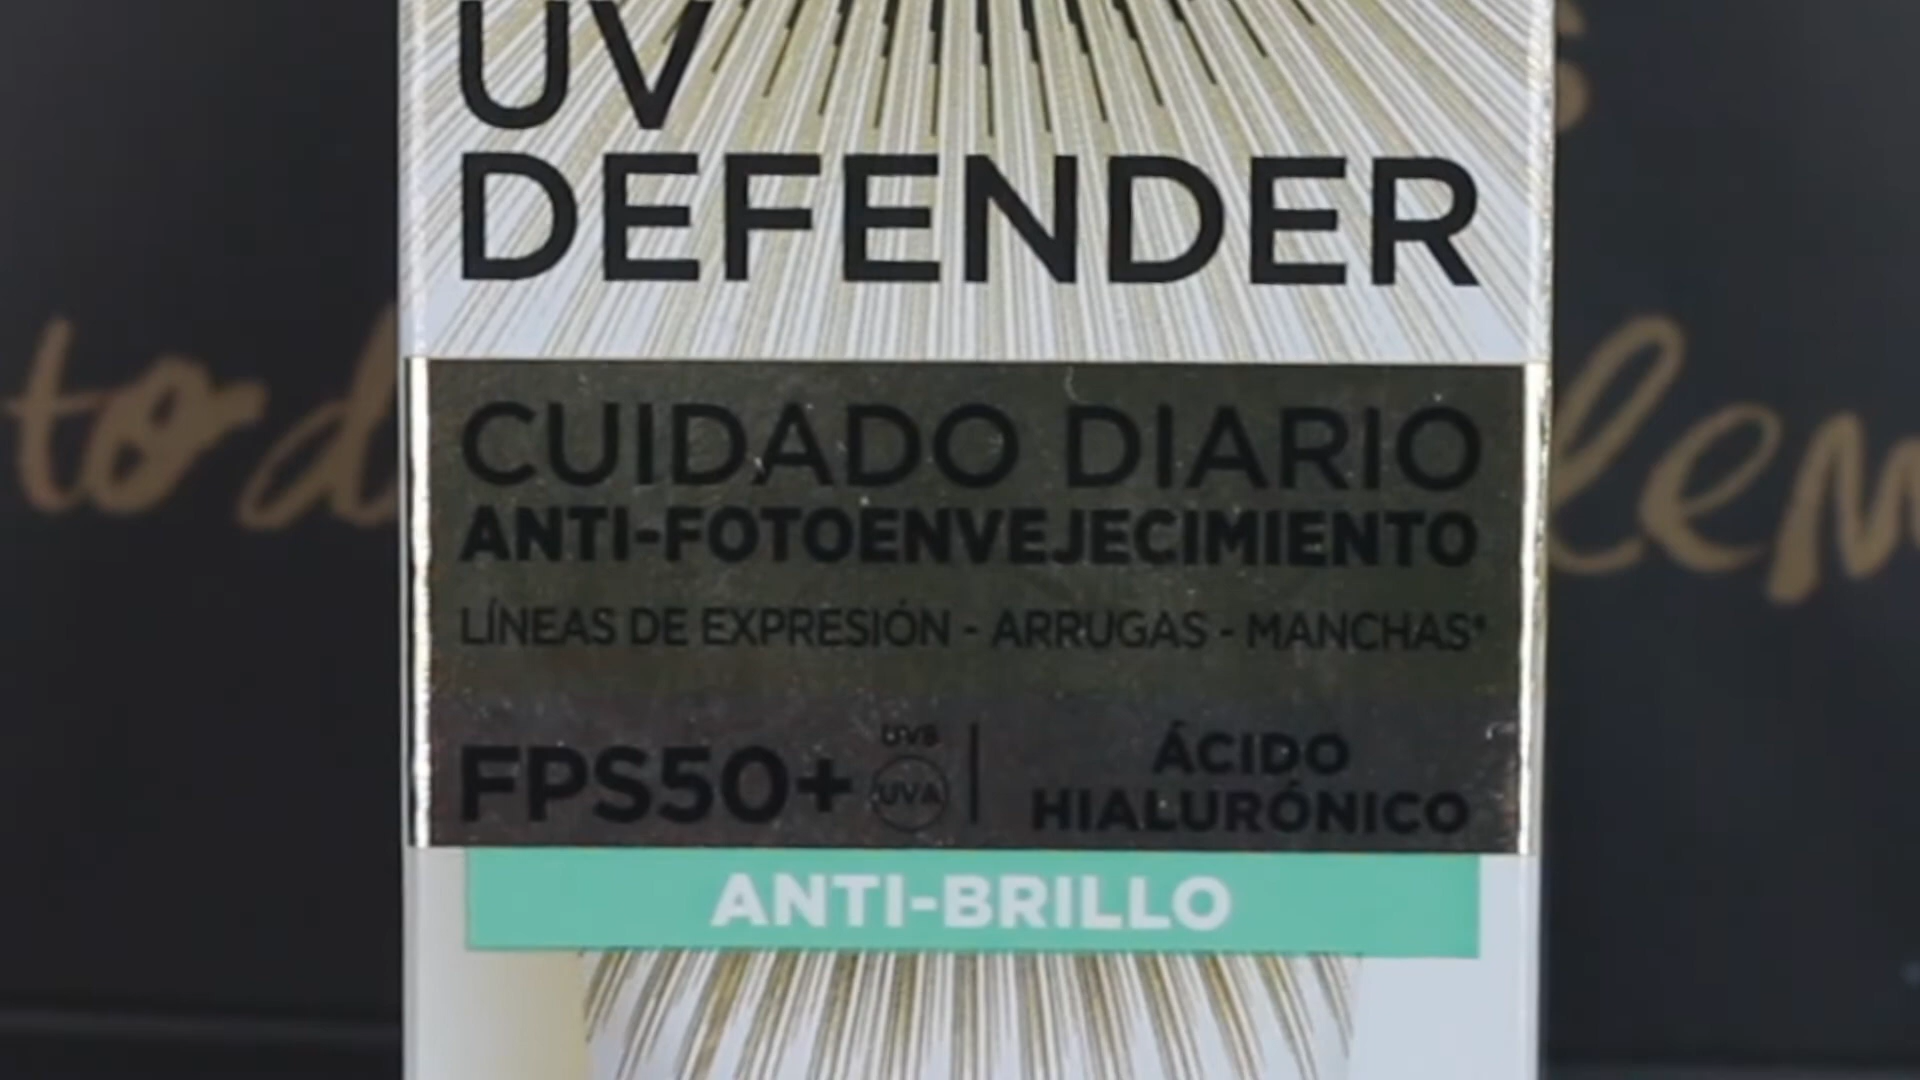 UV
DEFENDER
CUIDADO DIARIO
ANTI-FOTOENVEJECIMIENTO
LÍNEAS DE EXPRESIÓN - ARRUGAS - MANCHAS*
FPS50+ UVB UVA | ÁCIDO HIALURÓNICO
ANTI-BRILLO